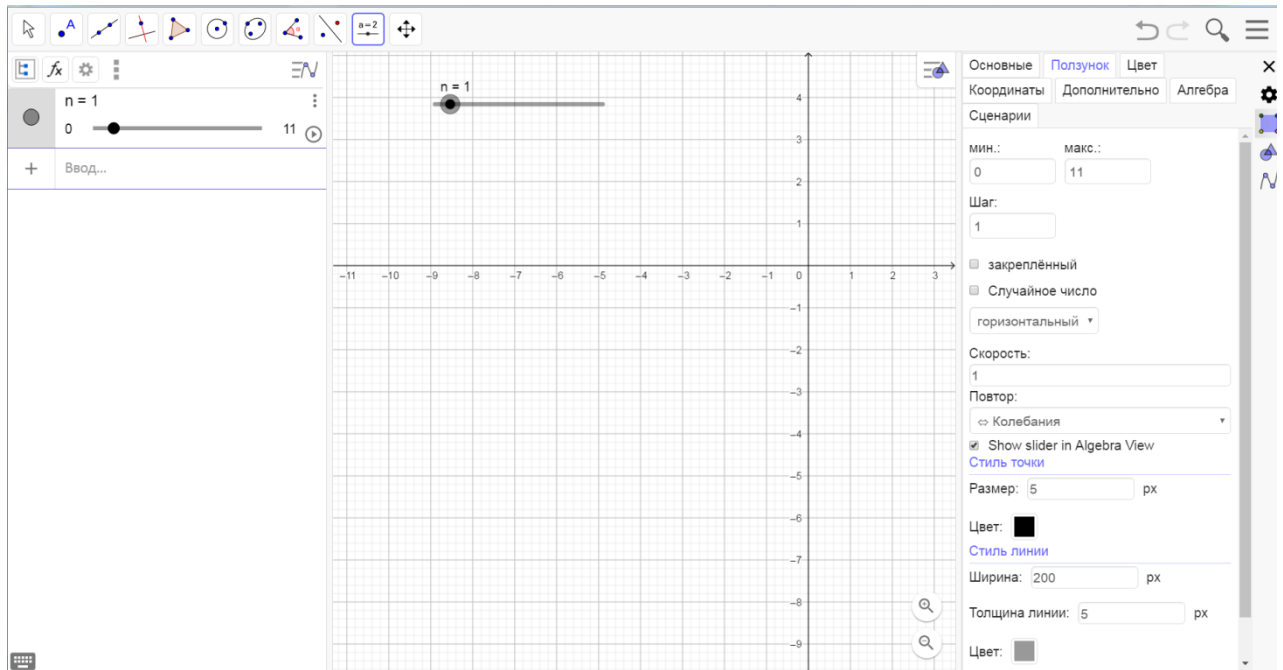 A
a=2
fx
n = 1
0 11
+ Ввод...
n = 1
4
3
2
1
−11 −10 −9 −8 −7 −6 −5 −4 −3 −2 −1 0 1 2 3
−1
−2
−3
−4
−5
−6
−7
−8
−9
Основные Ползунок Цвет
Координаты Дополнительно Алгебра
Сценарии
мин.: макс.:
0 11
Шаг:
1
закреплённый
Случайное число
горизонтальный
Скорость:
1
Повтор:
⇔ Колебания
Show slider in Algebra View
Стиль точки
Размер: 5 px
Цвет:
Стиль линии
Ширина: 200 px
Толщина линии: 5 px
Цвет: